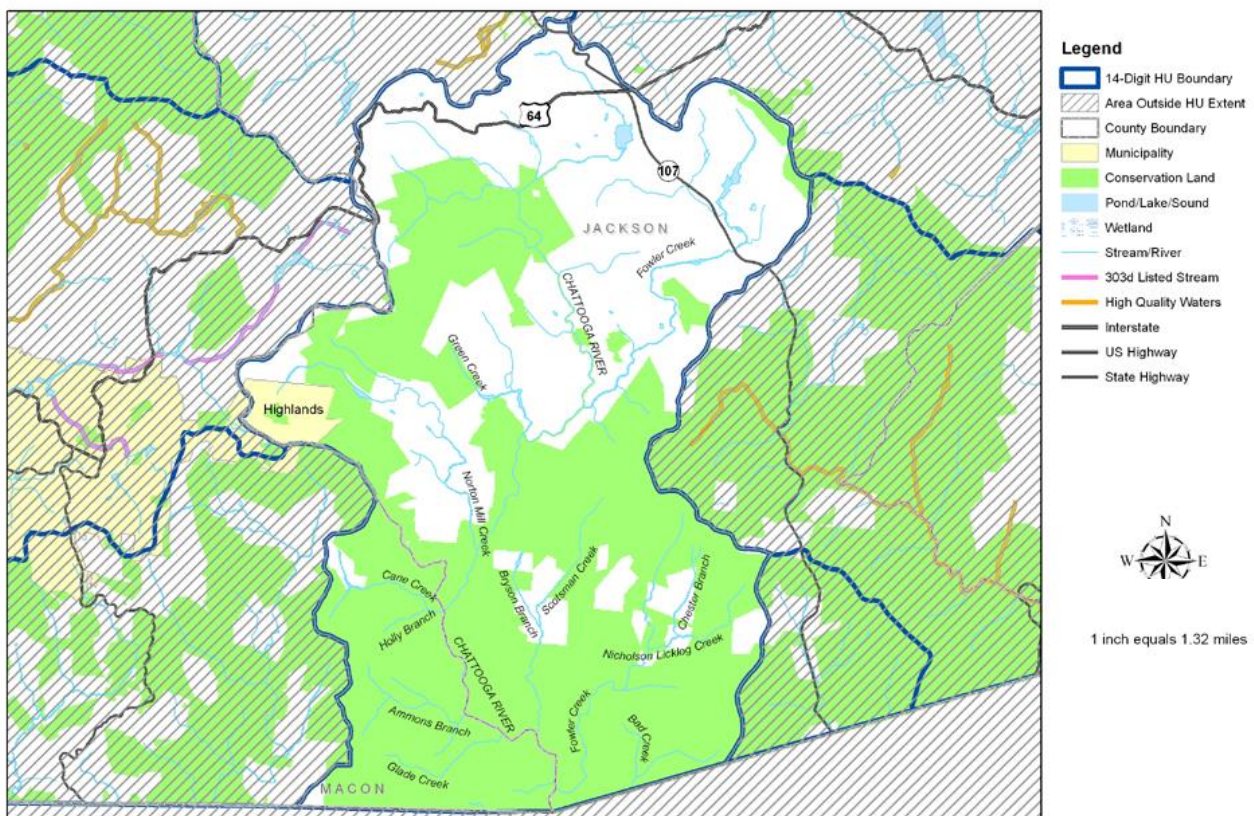 64
107
JACKSON
Fowler Creek
CHATTOOGA RIVER
Green Creek
Highlands
Norton Mill Creek
Bryson Branch
Scotsman Creek
Chester Branch
Cane Creek
Holly Branch
Nicholson Licklog Creek
CHATTOOGA RIVER
Fowler Creek
Bad Creek
Ammons Branch
Glade Creek
MACON
Legend
14-Digit HU Boundary
Area Outside HU Extent
County Boundary
Municipality
Conservation Land
Pond/Lake/Sound
Wetland
Stream/River
303d Listed Stream
High Quality Waters
Interstate
US Highway
State Highway
N
W E
S
1 inch equals 1.32 miles